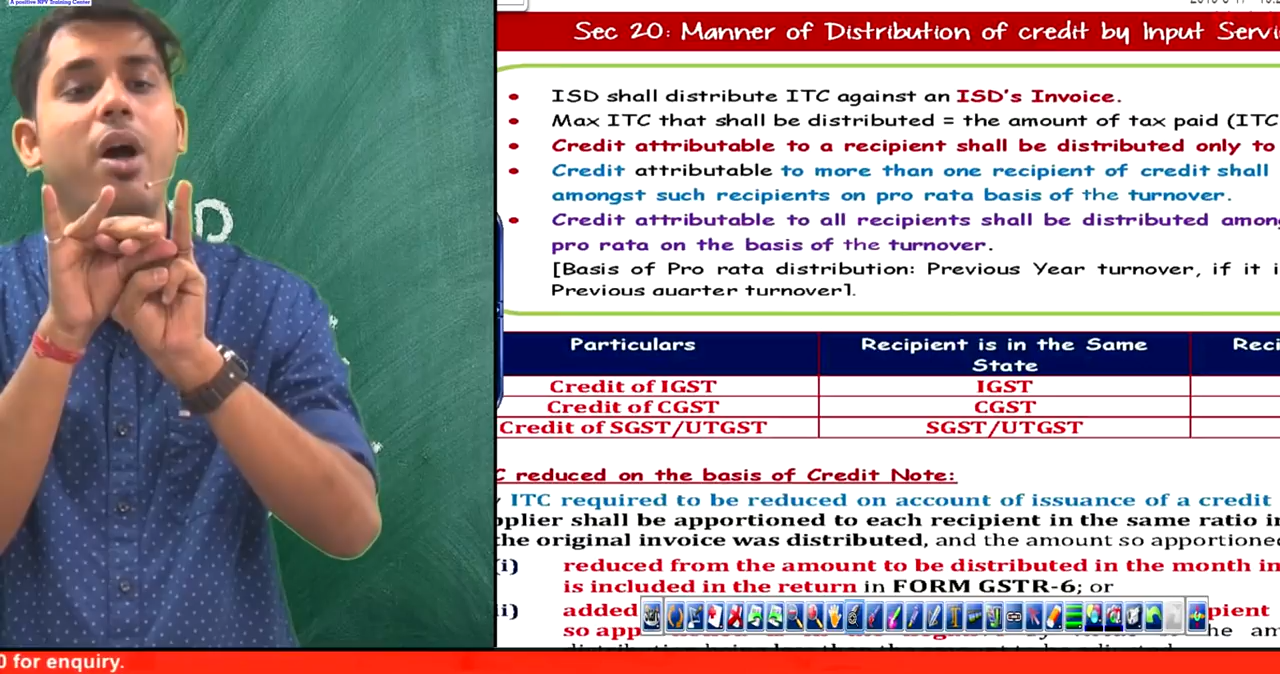 A positive NPV Training Center
Sec 20: Manner of Distribution of credit by Input Servi
• ISD shall distribute ITC against an ISD's Invoice.
• Max ITC that shall be distributed = the amount of tax paid (ITC
• Credit attributable to a recipient shall be distributed only to
• Credit attributable to more than one recipient of credit shall
amongst such recipients on pro rata basis of the turnover.
• Credit attributable to all recipients shall be distributed among
pro rata on the basis of the turnover.
[Basis of Pro rata distribution: Previous Year turnover, if it i
Previous quarter turnover].
Particulars Recipient is in the Same Reci
State
Credit of IGST IGST
Credit of CGST CGST
Credit of SGST/UTGST SGST/UTGST
C reduced on the basis of Credit Note:
y ITC required to be reduced on account of issuance of a credit
pplier shall be apportioned to each recipient in the same ratio in
the original invoice was distributed, and the amount so apportioned
(i) reduced from the amount to be distributed in the month in
is included in the return in FORM GSTR-6; or
ii) added pient
so app he am
D
0 for enquiry.